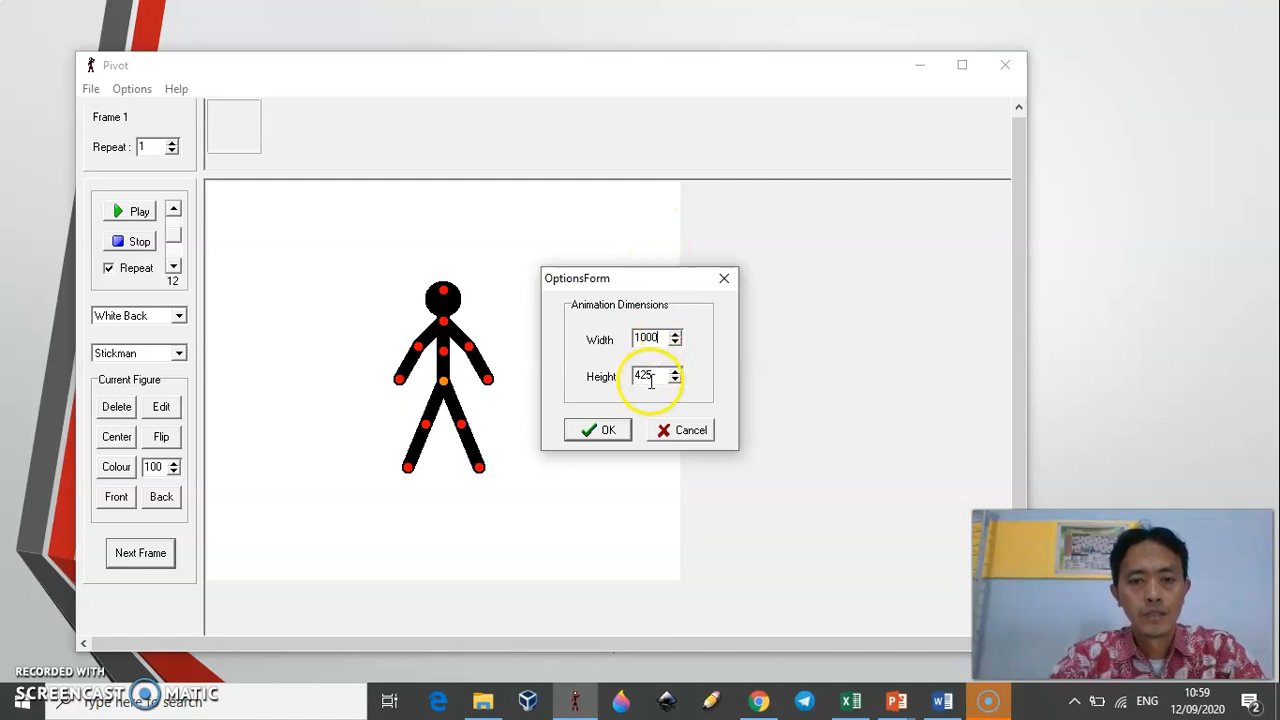 Pivot
File Options Help
Frame 1
Repeat : 1
Play
Stop
Repeat
12
White Back
Stickman
Current Figure
Delete Edit
Center Flip
Colour 100
Front Back
Next Frame
OptionsForm
Animation Dimensions
Width 1000
Height 425
OK Cancel
RECORDED WITH
SCREENCAST MATIC
Type here to search
ENG
10:59
12/09/2020
2